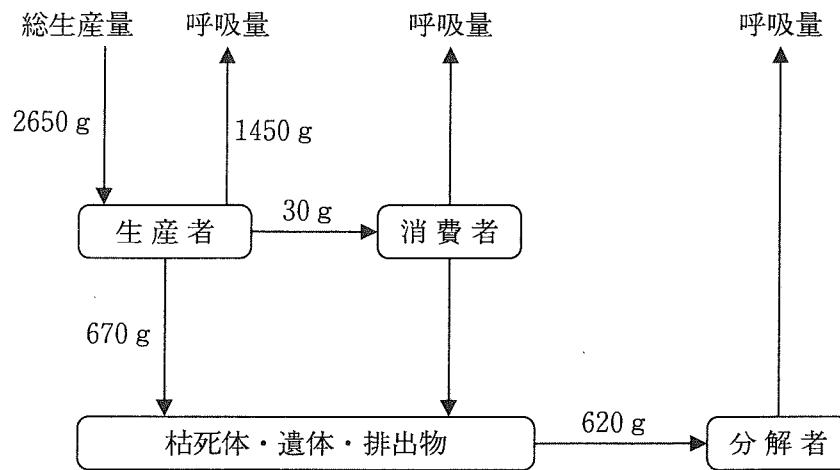 総生産量 呼吸量 呼吸量 呼吸量
2650 g 1450 g
生産者 30 g 消費者
670 g
枯死体・遺体・排出物 620 g 分解者